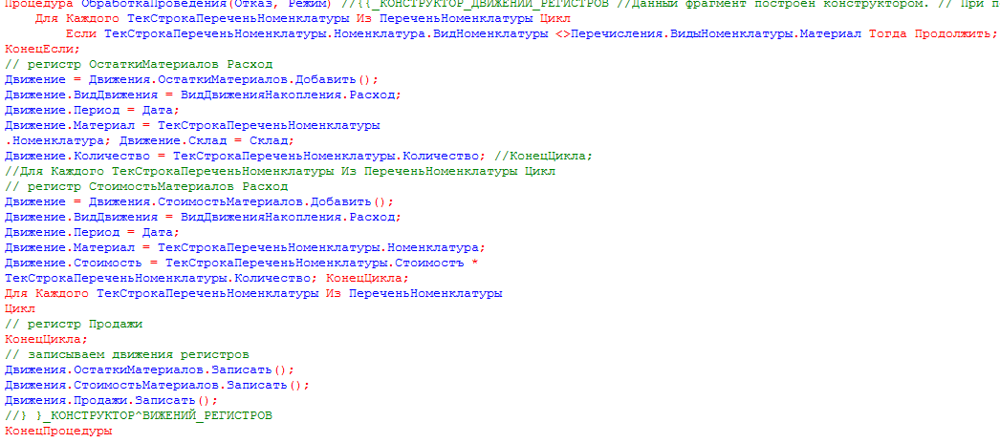 Процедура ОбработкаПроведения(Отказ, Режим) //{{_КОНСТРУКТОР_ДВИЖЕНИЙ_РЕГИСТРОВ //Данный фрагмент построен конструктором. // При п
Для Каждого ТекСтрокаПереченьНоменклатуры Из ПереченьНоменклатуры Цикл
Если ТекСтрокаПереченьНоменклатуры.Номенклатура.ВидНоменклатуры <>Перечисления.ВидыНоменклатуры.Материал Тогда Продолжить;
КонецЕсли;
// регистр ОстаткиМатериалов Расход
Движение = Движения.ОстаткиМатериалов.Добавить();
Движение.ВидДвижения = ВидДвиженияНакопления.Расход;
Движение.Период = Дата;
Движение.Материал = ТекСтрокаПереченьНоменклатуры
.Номенклатура; Движение.Склад = Склад;
Движение.Количество = ТекСтрокаПереченьНоменклатуры.Количество; //КонецЦикла;
//Для Каждого ТекСтрокаПереченьНоменклатуры Из ПереченьНоменклатуры Цикл
// регистр СтоимостьМатериалов Расход
Движение = Движения.СтоимостьМатериалов.Добавить();
Движение.ВидДвижения = ВидДвиженияНакопления.Расход;
Движение.Период = Дата;
Движение.Материал = ТекСтрокаПереченьНоменклатуры.Номенклатура;
Движение.Стоимость = ТекСтрокаПереченьНоменклатуры.Стоимостъ *
ТекСтрокаПереченьНоменклатуры.Количество; КонецЦикла;
Для Каждого ТекСтрокаПереченьНоменклатуры Из ПереченьНоменклатуры
Цикл
// регистр Продажи
КонецЦикла;
// записываем движения регистров
Движения.ОстаткиМатериалов.Записать();
Движения.СтоимостьМатериалов.Записать();
Движения.Продажи.Записать();
//} }_КОНСТРУКТОР^ВИЖЕНИЙ_РЕГИСТРОВ
КонецПроцедуры